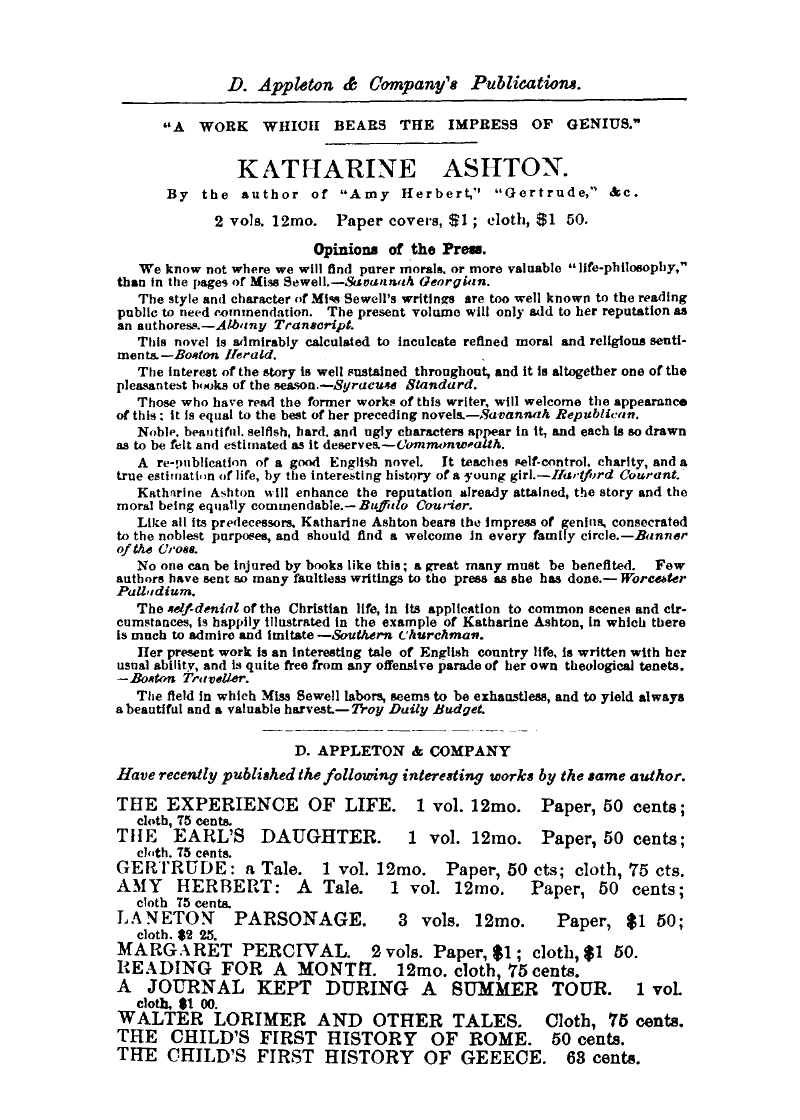 D. Appleton & Company's Publications.
"A WORK WHICH BEARS THE IMPRESS OF GENIUS."
KATHARINE ASHTON.
By the author of "Amy Herbert," "Gertrude," &c.
2 vols. 12mo. Paper covers, $1; cloth, $1 50.
Opinions of the Press.
We know not where we will find purer morals, or more valuable "life-philosophy,"
than in the pages of Miss Sewell.—Savannah Georgian.
The style and character of Miss Sewell's writings are too well known to the reading
public to need commendation. The present volume will only add to her reputation as
an authoress.—Albany Transcript.
This novel is admirably calculated to inculcate refined moral and religious senti-
ments.—Boston Herald.
The interest of the story is well sustained throughout, and it is altogether one of the
pleasantest books of the season.—Syracuse Standard.
Those who have read the former works of this writer, will welcome the appearance
of this; it is equal to the best of her preceding novels.—Savannah Republican.
Noble, beautiful, selfish, hard, and ugly characters appear in it, and each is so drawn
as to be felt and estimated as it deserves.—Commonwealth.
A re-publication of a good English novel. It teaches self-control, charity, and a
true estimation of life, by the interesting history of a young girl.—Hartford Courant.
Katharine Ashton will enhance the reputation already attained, the story and the
moral being equally commendable.—Buffalo Courier.
Like all its predecessors, Katharine Ashton bears the impress of genius, consecrated
to the noblest purposes, and should find a welcome in every family circle.—Banner
of the Cross.
No one can be injured by books like this; a great many must be benefited. Few
authors have sent so many faultless writings to the press as she has done.—Worcester
Palladium.
The self-denial of the Christian life, in its application to common scenes and cir-
cumstances, is happily illustrated in the example of Katharine Ashton, in which there
is much to admire and imitate—Southern Churchman.
Her present work is an interesting tale of English country life, is written with her
usual ability, and is quite free from any offensive parade of her own theological tenets.
—Boston Traveller.
The field in which Miss Sewell labors, seems to be exhaustless, and to yield always
a beautiful and a valuable harvest.—Troy Daily Budget.
D. APPLETON & COMPANY
Have recently published the following interesting works by the same author.
THE EXPERIENCE OF LIFE. 1 vol. 12mo. Paper, 50 cents;
cloth, 75 cents.
THE EARL'S DAUGHTER. 1 vol. 12mo. Paper, 50 cents;
cloth. 75 cents.
GERTRUDE: a Tale. 1 vol. 12mo. Paper, 50 cts; cloth, 75 cts.
AMY HERBERT: A Tale. 1 vol. 12mo. Paper, 50 cents;
cloth 75 cents.
LANETON PARSONAGE. 3 vols. 12mo. Paper, $1 50;
cloth. $2 25.
MARGARET PERCIVAL. 2 vols. Paper, $1; cloth, $1 50.
READING FOR A MONTH. 12mo. cloth, 75 cents.
A JOURNAL KEPT DURING A SUMMER TOUR. 1 vol.
cloth, $1 00.
WALTER LORIMER AND OTHER TALES. Cloth, 75 cents.
THE CHILD'S FIRST HISTORY OF ROME. 50 cents.
THE CHILD'S FIRST HISTORY OF GEEECE. 63 cents.